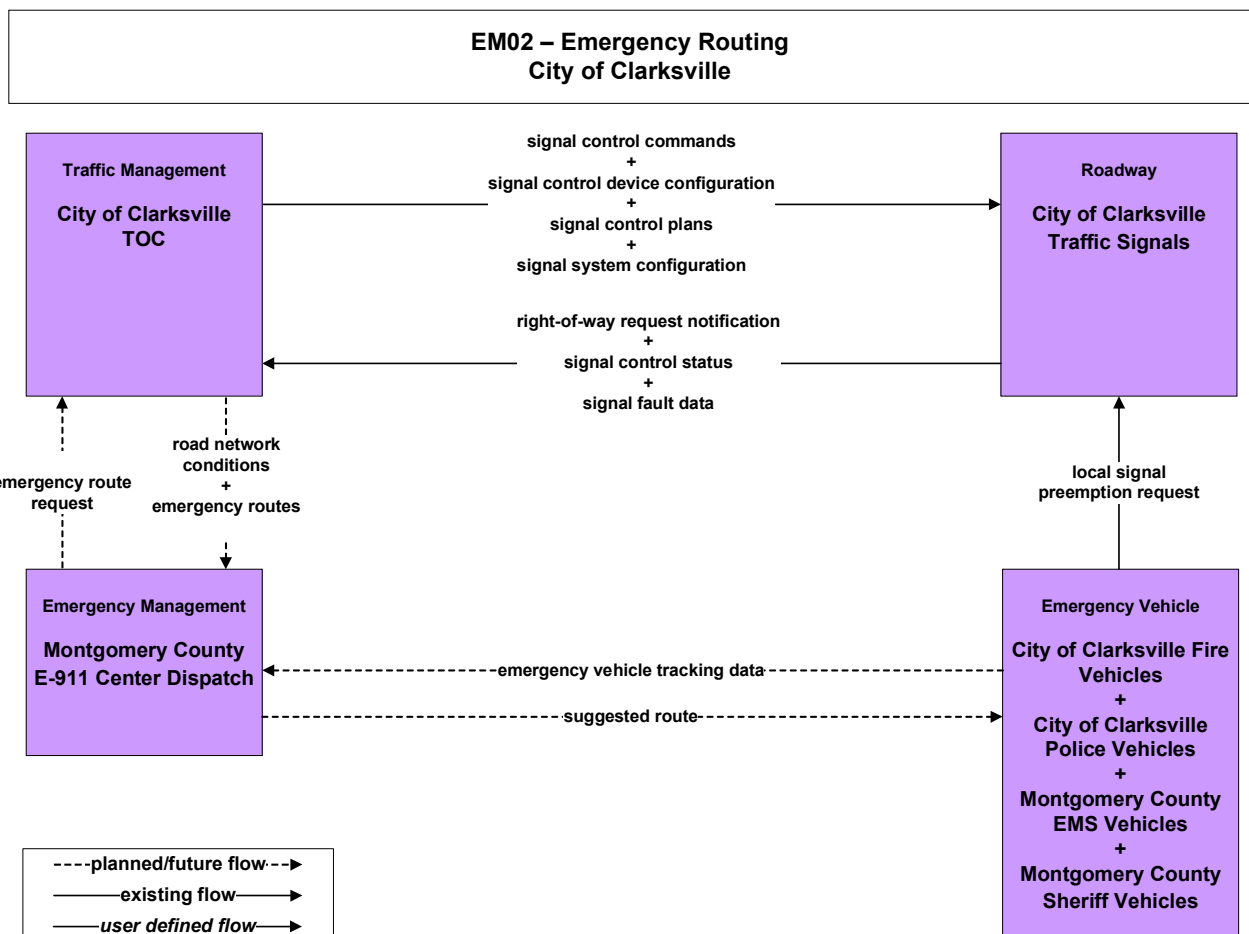 EM02 – Emergency Routing
City of Clarksville
Traffic Management
City of Clarksville
TOC
signal control commands
+
signal control device configuration
+
signal control plans
+
signal system configuration
Roadway
City of Clarksville
Traffic Signals
right-of-way request notification
+
signal control status
+
signal fault data
emergency route
request
road network
conditions
+
emergency routes
local signal
preemption request
Emergency Management
Montgomery County
E-911 Center Dispatch
emergency vehicle tracking data
suggested route
Emergency Vehicle
City of Clarksville Fire
Vehicles
+
City of Clarksville
Police Vehicles
+
Montgomery County
EMS Vehicles
+
Montgomery County
Sheriff Vehicles
planned/future flow
existing flow
user defined flow